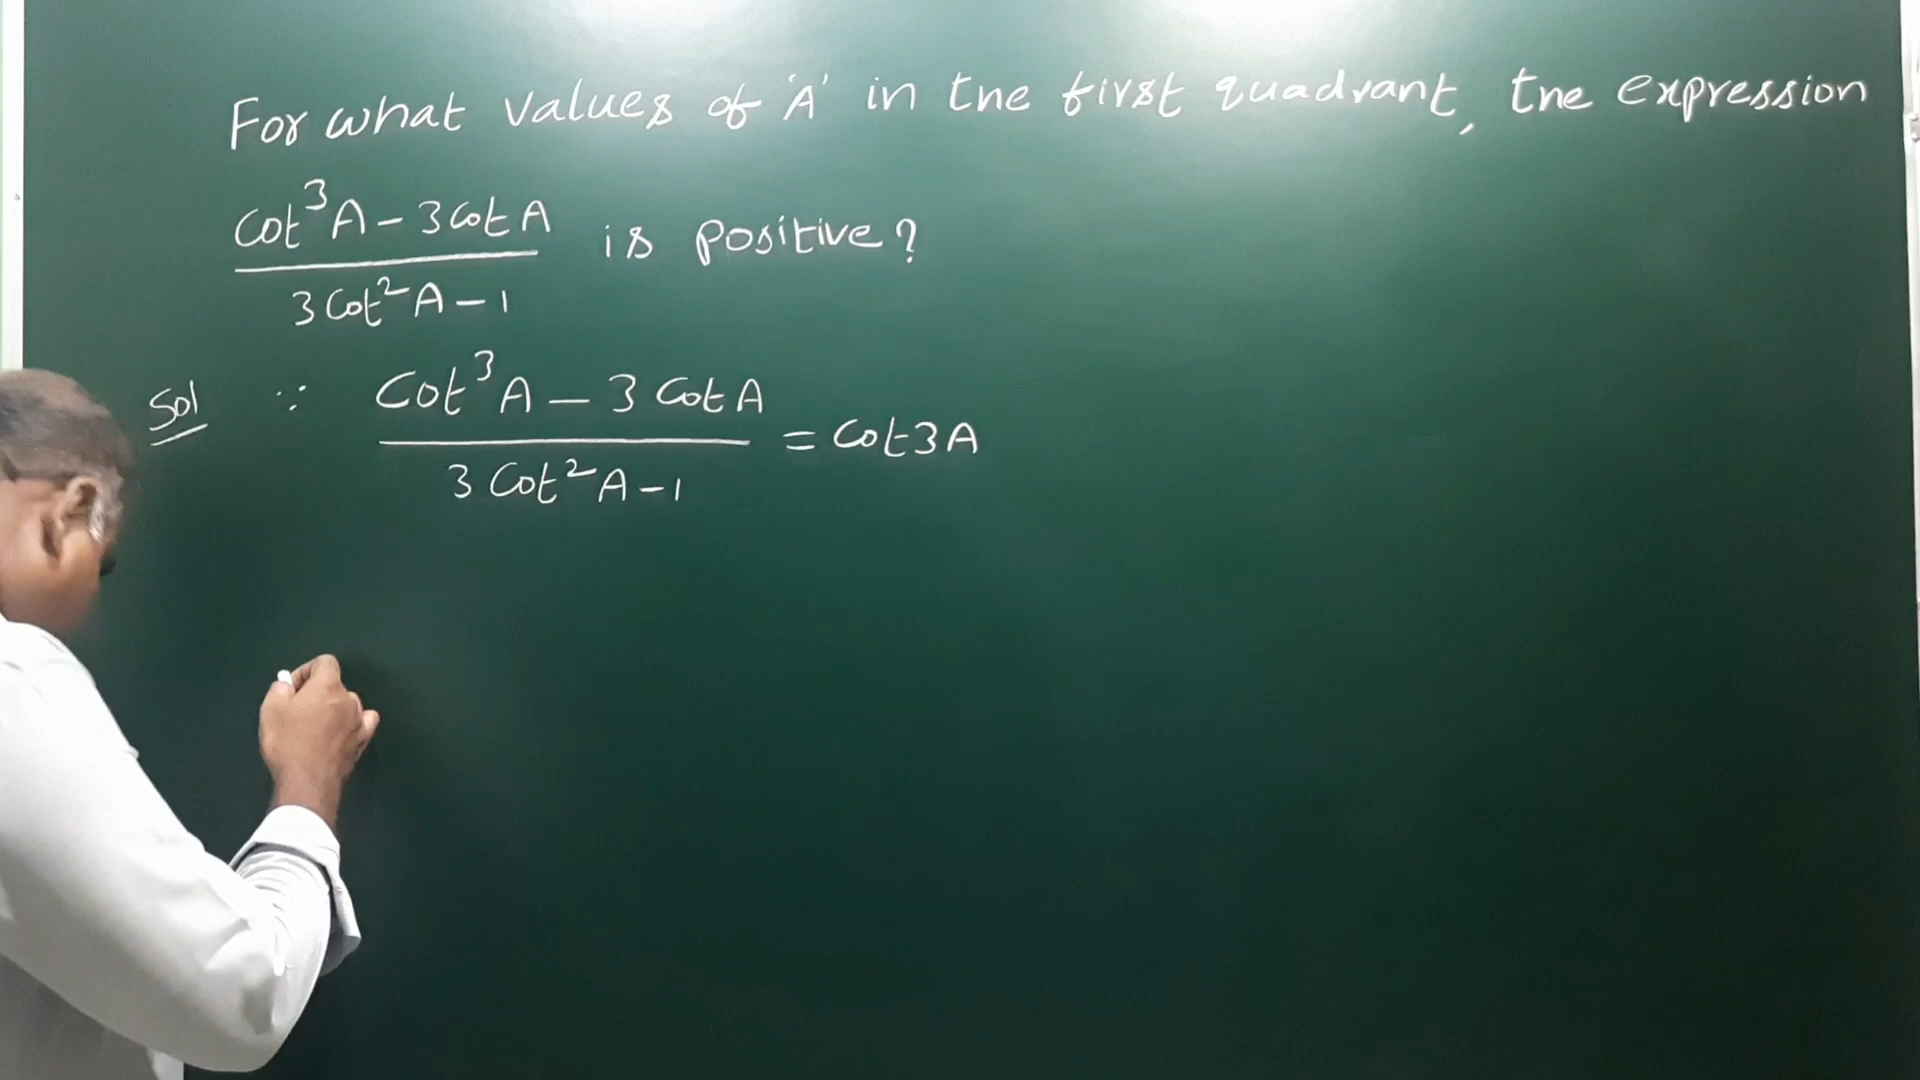 For what values of 'A' in the first quadrant, the expression
Cot³A - 3CotA
─────────
3Cot²A - 1
is positive?
Sol ∵ Cot³A - 3CotA
─────────
3Cot²A - 1
= Cot3A